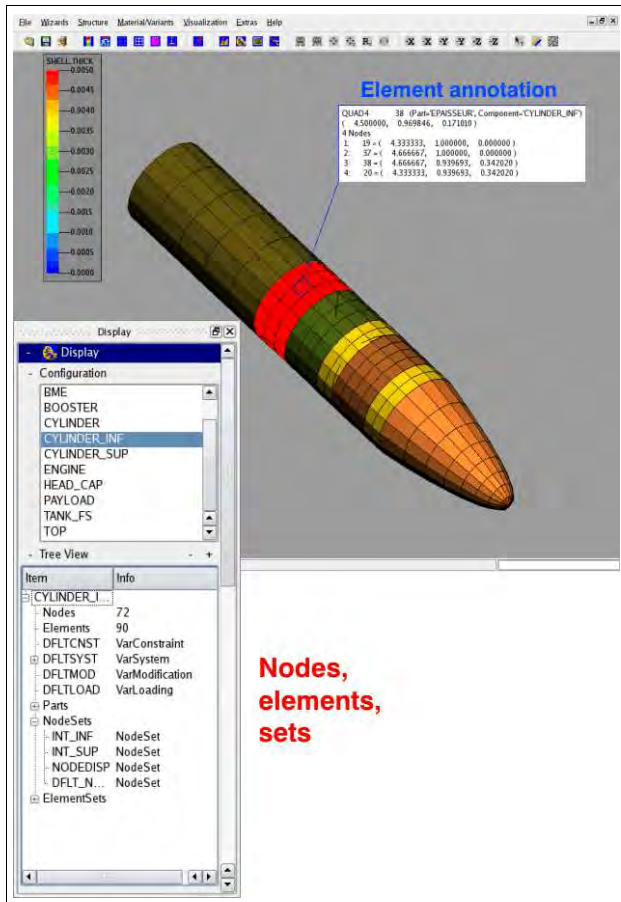 File Wizards Structure Material/Variants Visualization Extras Help
SHELL_THICK
0.0050
0.0045
0.0040
0.0035
0.0030
0.0025
0.0020
0.0015
0.0010
0.0005
0.0000
Element annotation
QUAD4 38 (Part='EPAISSEUR', Component='CYLINDER_INF')
( 4.500000, 0.969846, 0.171010 )
4 Nodes
1: 19 = ( 4.333333, 1.000000, 0.000000 )
2: 37 = ( 4.666667, 1.000000, 0.000000 )
3: 38 = ( 4.666667, 0.939693, 0.342020 )
4: 20 = ( 4.333333, 0.939693, 0.342020 )
Display
- Display
- Configuration
BME
BOOSTER
CYLINDER
CYLINDER_INF
CYLINDER_SUP
ENGINE
HEAD_CAP
PAYLOAD
TANK_FS
TOP
- Tree View - +
Item Info
CYLINDER_I...
Nodes 72
Elements 90
DFLTCNST VarConstraint
DFLTSYST VarSystem
DFLTMOD VarModification
DFLTLOAD VarLoading
Parts
NodeSets
INT_INF NodeSet
INT_SUP NodeSet
NODEDISP NodeSet
DFLT_N... NodeSet
ElementSets
Nodes,
elements,
sets